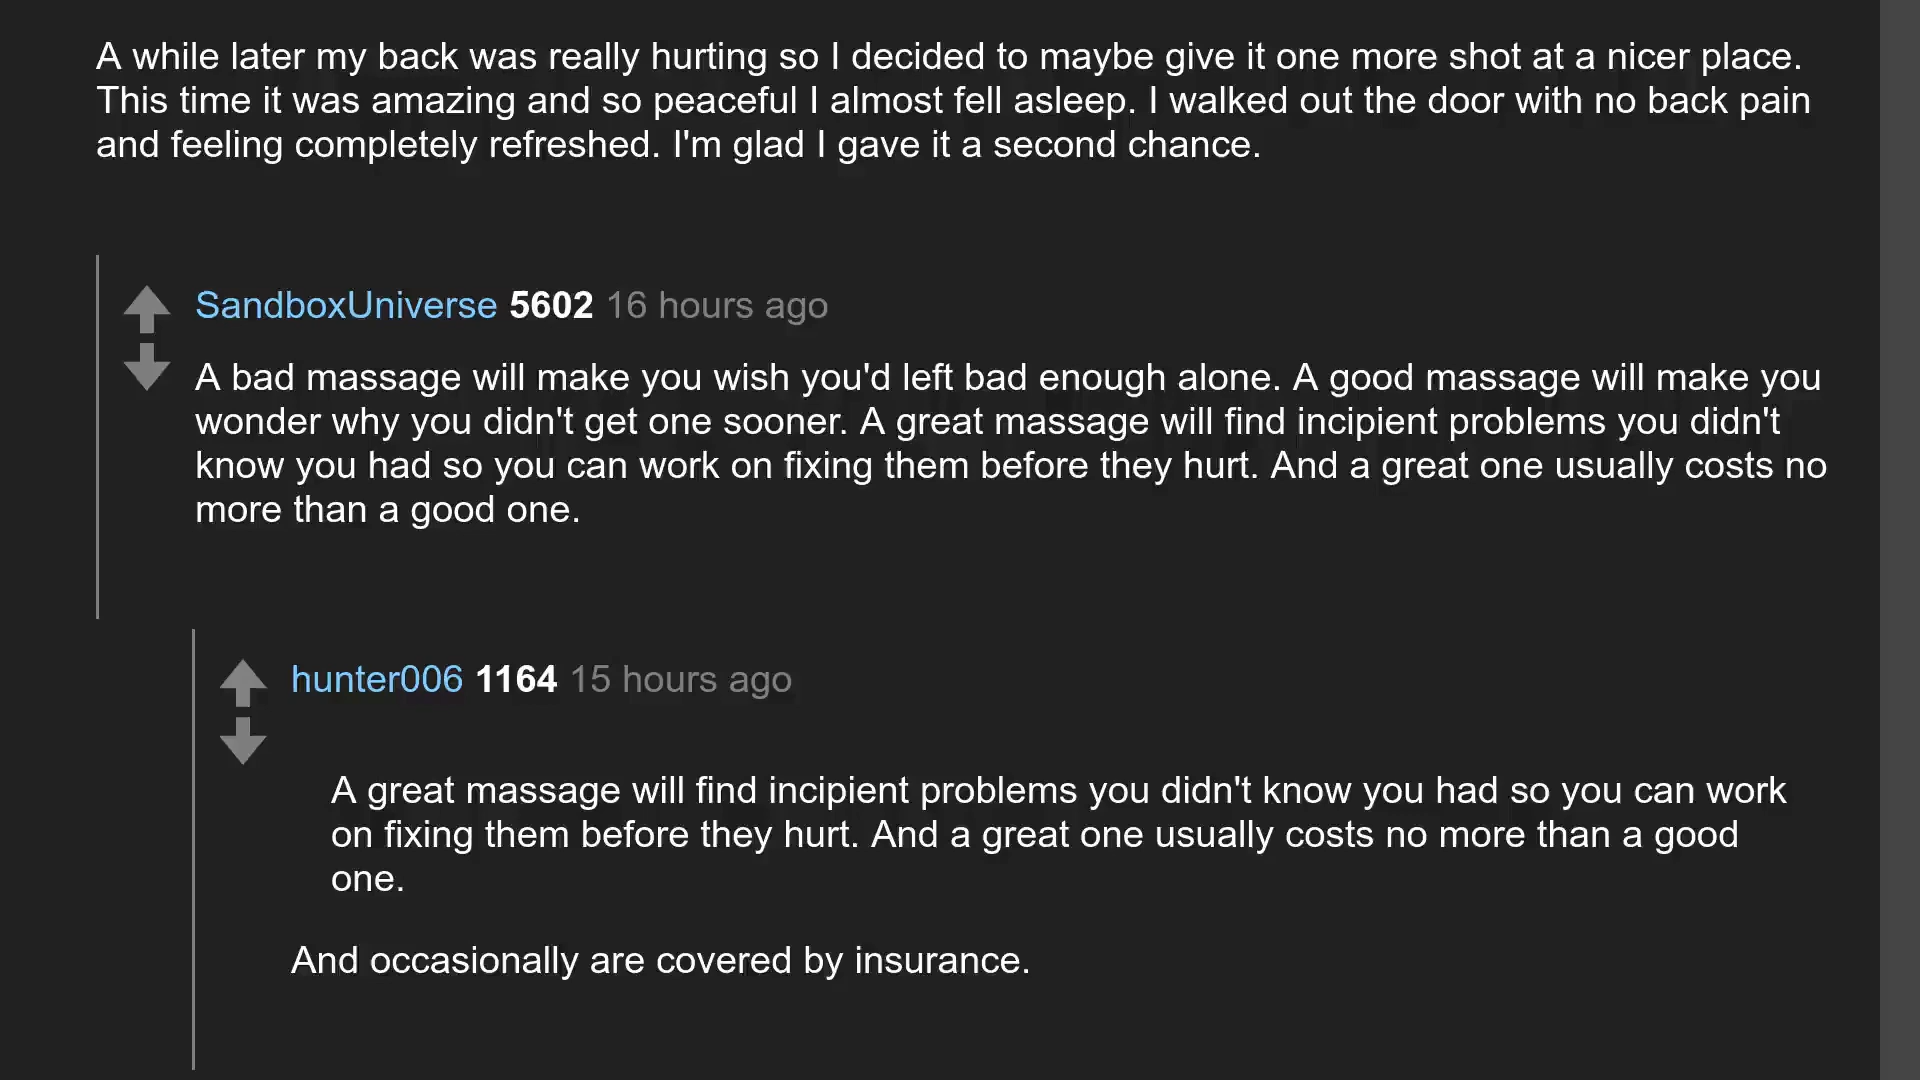 A while later my back was really hurting so I decided to maybe give it one more shot at a nicer place.
This time it was amazing and so peaceful I almost fell asleep. I walked out the door with no back pain
and feeling completely refreshed. I'm glad I gave it a second chance.
SandboxUniverse 5602 16 hours ago
A bad massage will make you wish you'd left bad enough alone. A good massage will make you
wonder why you didn't get one sooner. A great massage will find incipient problems you didn't
know you had so you can work on fixing them before they hurt. And a great one usually costs no
more than a good one.
hunter006 1164 15 hours ago
A great massage will find incipient problems you didn't know you had so you can work
on fixing them before they hurt. And a great one usually costs no more than a good
one.
And occasionally are covered by insurance.